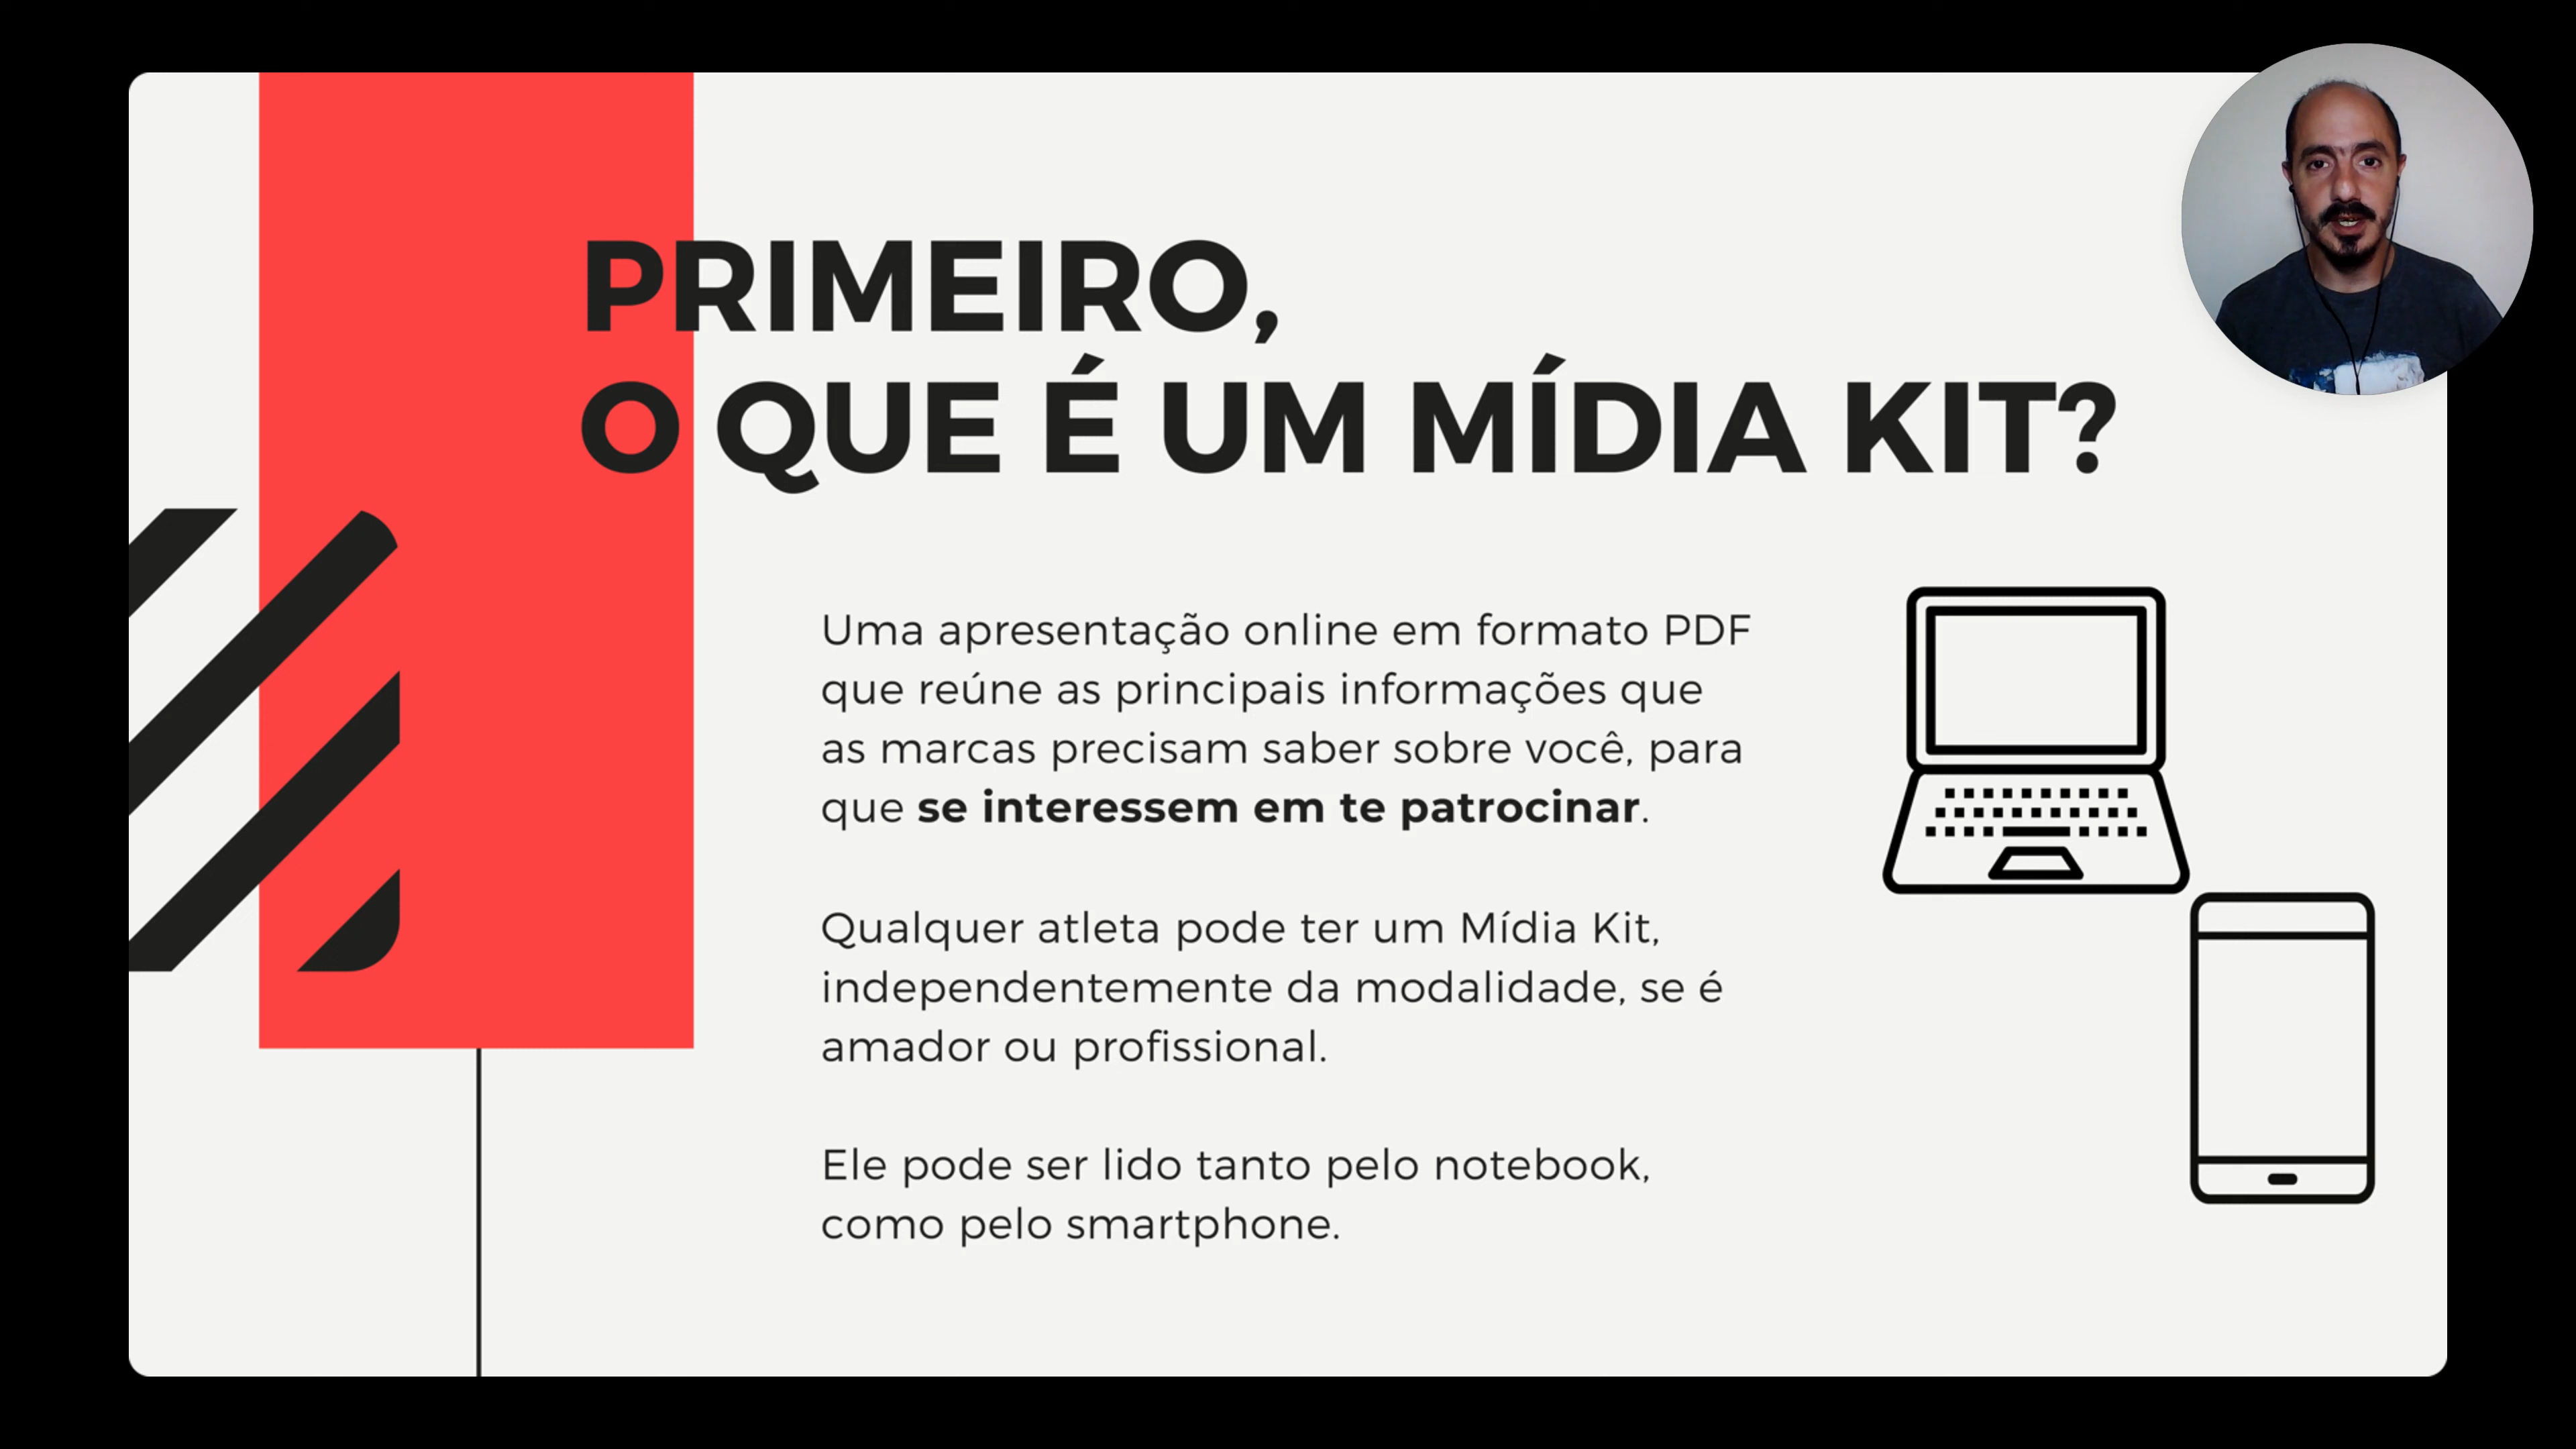 PRIMEIRO,
O QUE É UM MÍDIA KIT?
Uma apresentação online em formato PDF
que reúne as principais informações que
as marcas precisam saber sobre você, para
que se interessem em te patrocinar.
Qualquer atleta pode ter um Mídia Kit,
independentemente da modalidade, se é
amador ou profissional.
Ele pode ser lido tanto pelo notebook,
como pelo smartphone.